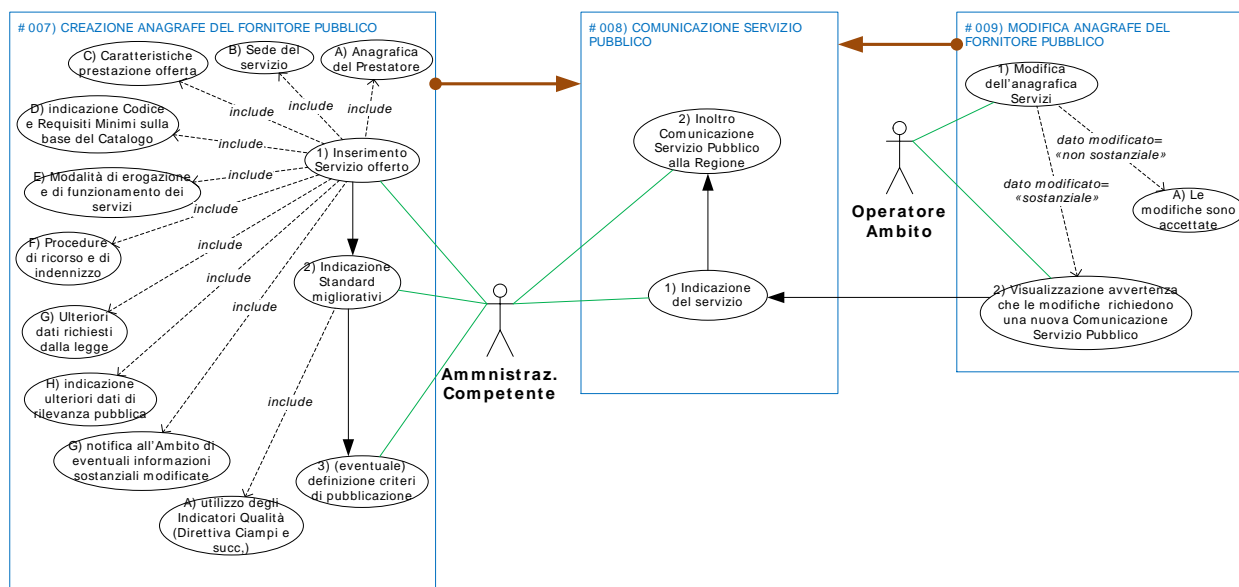 # 007) CREAZIONE ANAGRAFE DEL FORNITORE PUBBLICO
C) Caratteristiche
prestazione offerta
B) Sede del
servizio
A) Anagrafica
del Prestatore
include
include
include
D) indicazione Codice
e Requisiti Minimi sulla
base del Catalogo
include
1) Inserimento
Servizio offerto
E) Modalità di erogazione
e di funzionamento dei
servizi
include
include
F) Procedure
di ricorso e di
indennizzo
include
include
2) Indicazione
Standard
migliorativi
G) Ulteriori
dati richiesti
dalla legge
include
H) indicazione
ulteriori dati di
rilevanza pubblica
include
G) notifica all'Ambito di
eventuali informazioni
sostanziali modificate
3) (eventuale)
definizione criteri
di pubblicazione
A) utilizzo degli
Indicatori Qualità
(Direttiva Ciampi e
succ,)
Ammnistraz.
Competente
# 008) COMUNICAZIONE SERVIZIO
PUBBLICO
2) Inoltro
Comunicazione
Servizio Pubblico
alla Regione
1) Indicazione
del servizio
Operatore
Ambito
# 009) MODIFICA ANAGRAFE DEL
FORNITORE PUBBLICO
1) Modifica
dell'anagrafica
Servizi
dato modificato=
«non sostanziale»
dato modificato=
«sostanziale»
A) Le
modifiche sono
accettate
2) Visualizzazione avvertenza
che le modifiche richiedono
una nuova Comunicazione
Servizio Pubblico